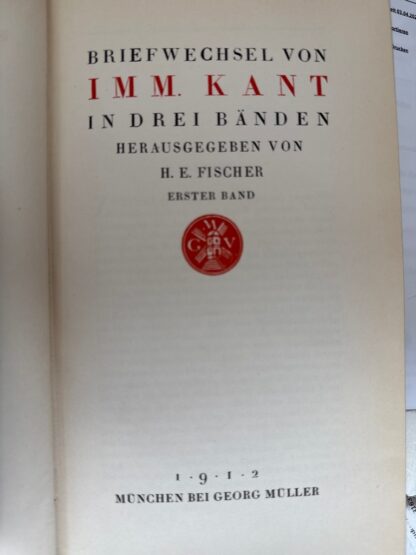 BRIEFWECHSEL VON
IMM. KANT
IN DREI BÄNDEN
HERAUSGEGEBEN VON
H. E. FISCHER
ERSTER BAND
G M V
1 · 9 · 1 · 2
MÜNCHEN BEI GEORG MÜLLER